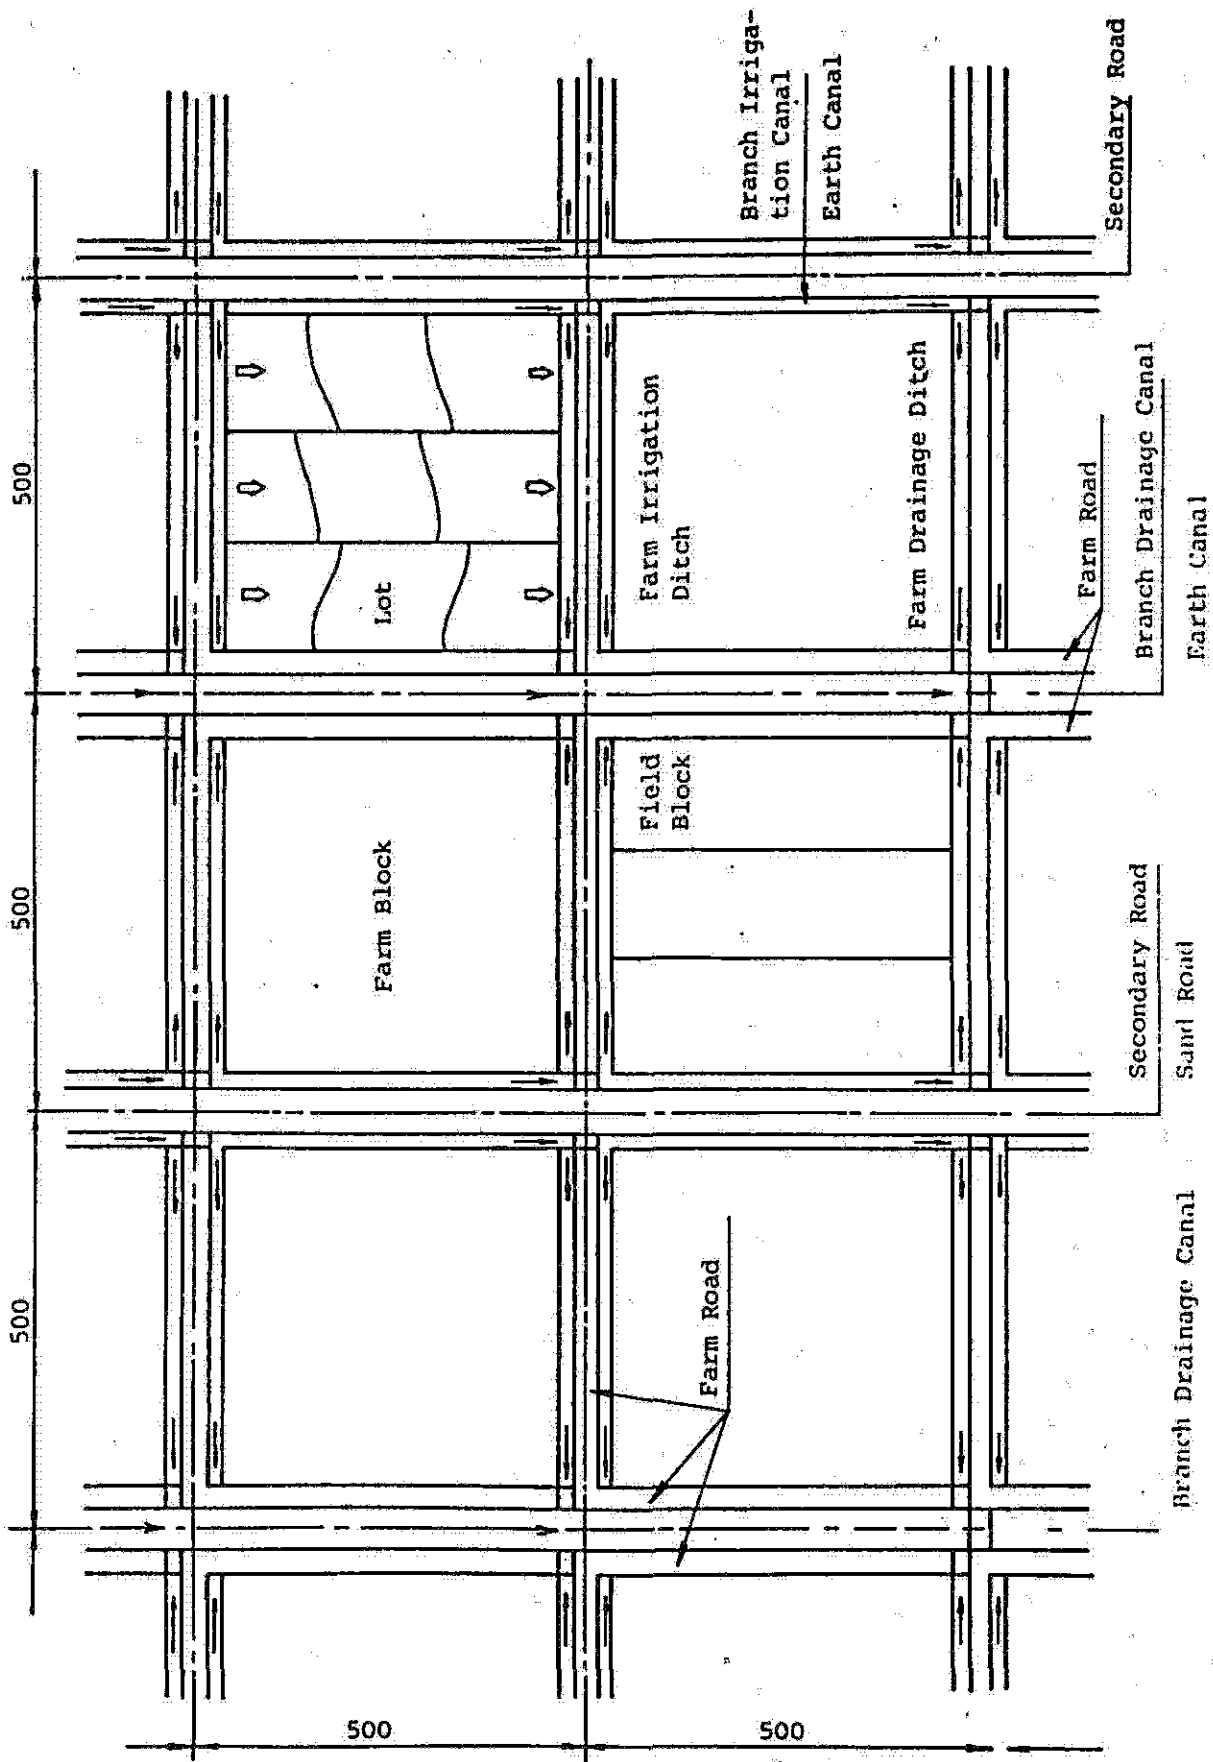 500
500
500
500
500
Branch Irriga-
tion Canal
Earth Canal
Secondary Road
Lot
Farm Irrigation
Ditch
Farm Drainage Ditch
Farm Road
Branch Drainage Canal
Earth Canal
Farm Block
Field
Block
Secondary Road
Sand Road
Farm Road
Branch Drainage Canal